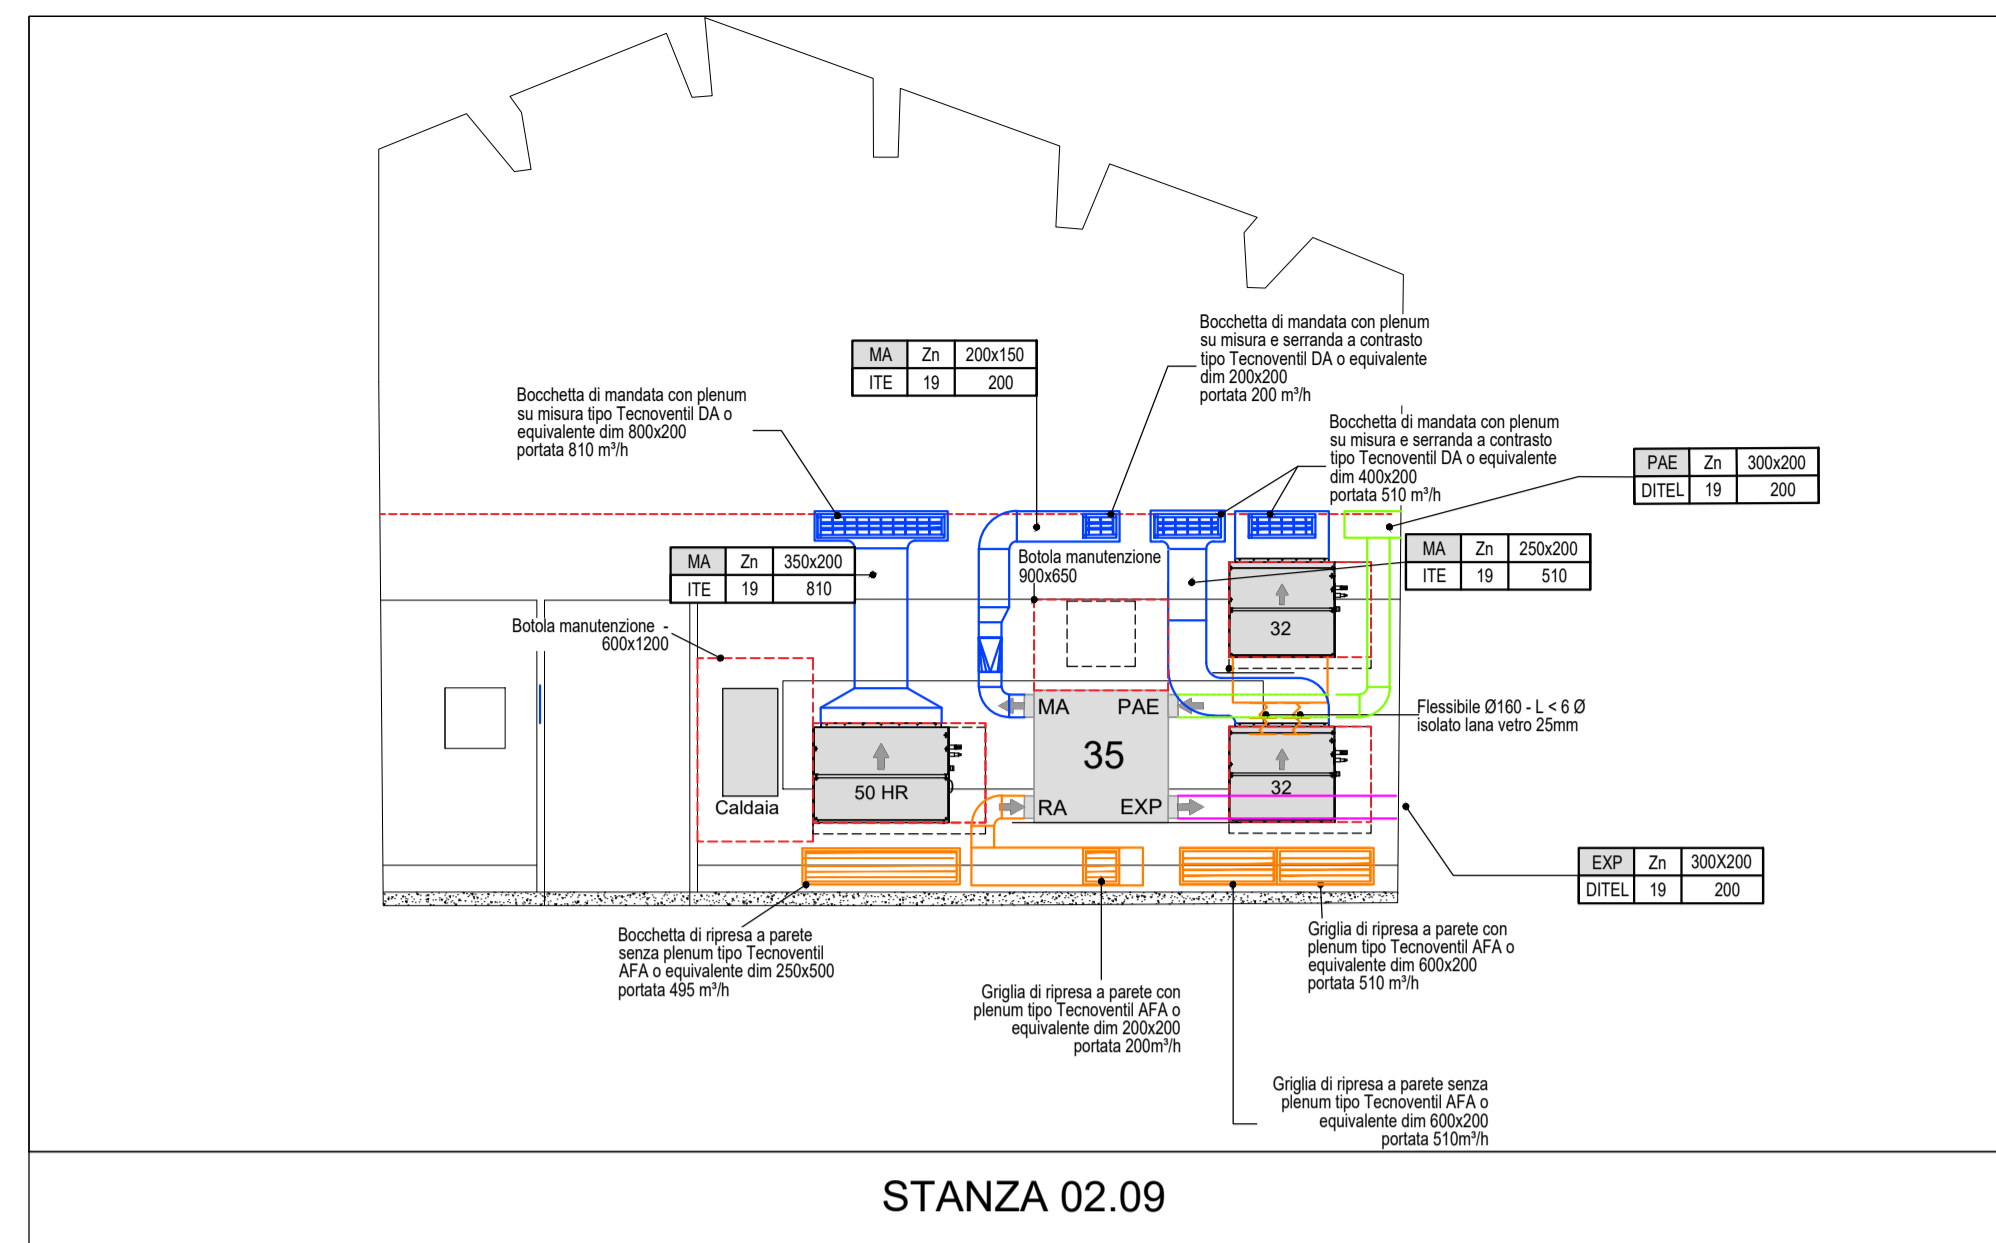 Bocchetta di mandata con plenum
su misura e serranda a contrasto
tipo Tecnoventil DA o equivalente
dim 200x200
portata 200 m³/h
MA Zn 200x150
ITE 19 200
Bocchetta di mandata con plenum
su misura tipo Tecnoventil DA o
equivalente dim 800x200
portata 810 m³/h
Bocchetta di mandata con plenum
su misura e serranda a contrasto
tipo Tecnoventil DA o equivalente
dim 400x200
portata 510 m³/h
PAE Zn 300x200
DITEL 19 200
MA Zn 350x200
ITE 19 810
Botola manutenzione
900x650
MA Zn 250x200
ITE 19 510
Botola manutenzione -
600x1200
32
MA PAE
Flessibile Ø160 - L < 6 Ø
isolato lana vetro 25mm
35
50 HR
32
Caldaia
RA EXP
EXP Zn 300X200
DITEL 19 200
Bocchetta di ripresa a parete
senza plenum tipo Tecnoventil
AFA o equivalente dim 250x500
portata 495 m³/h
Griglia di ripresa a parete con
plenum tipo Tecnoventil AFA o
equivalente dim 600x200
portata 510 m³/h
Griglia di ripresa a parete con
plenum tipo Tecnoventil AFA o
equivalente dim 200x200
portata 200m³/h
Griglia di ripresa a parete senza
plenum tipo Tecnoventil AFA o
equivalente dim 600x200
portata 510m³/h
STANZA 02.09